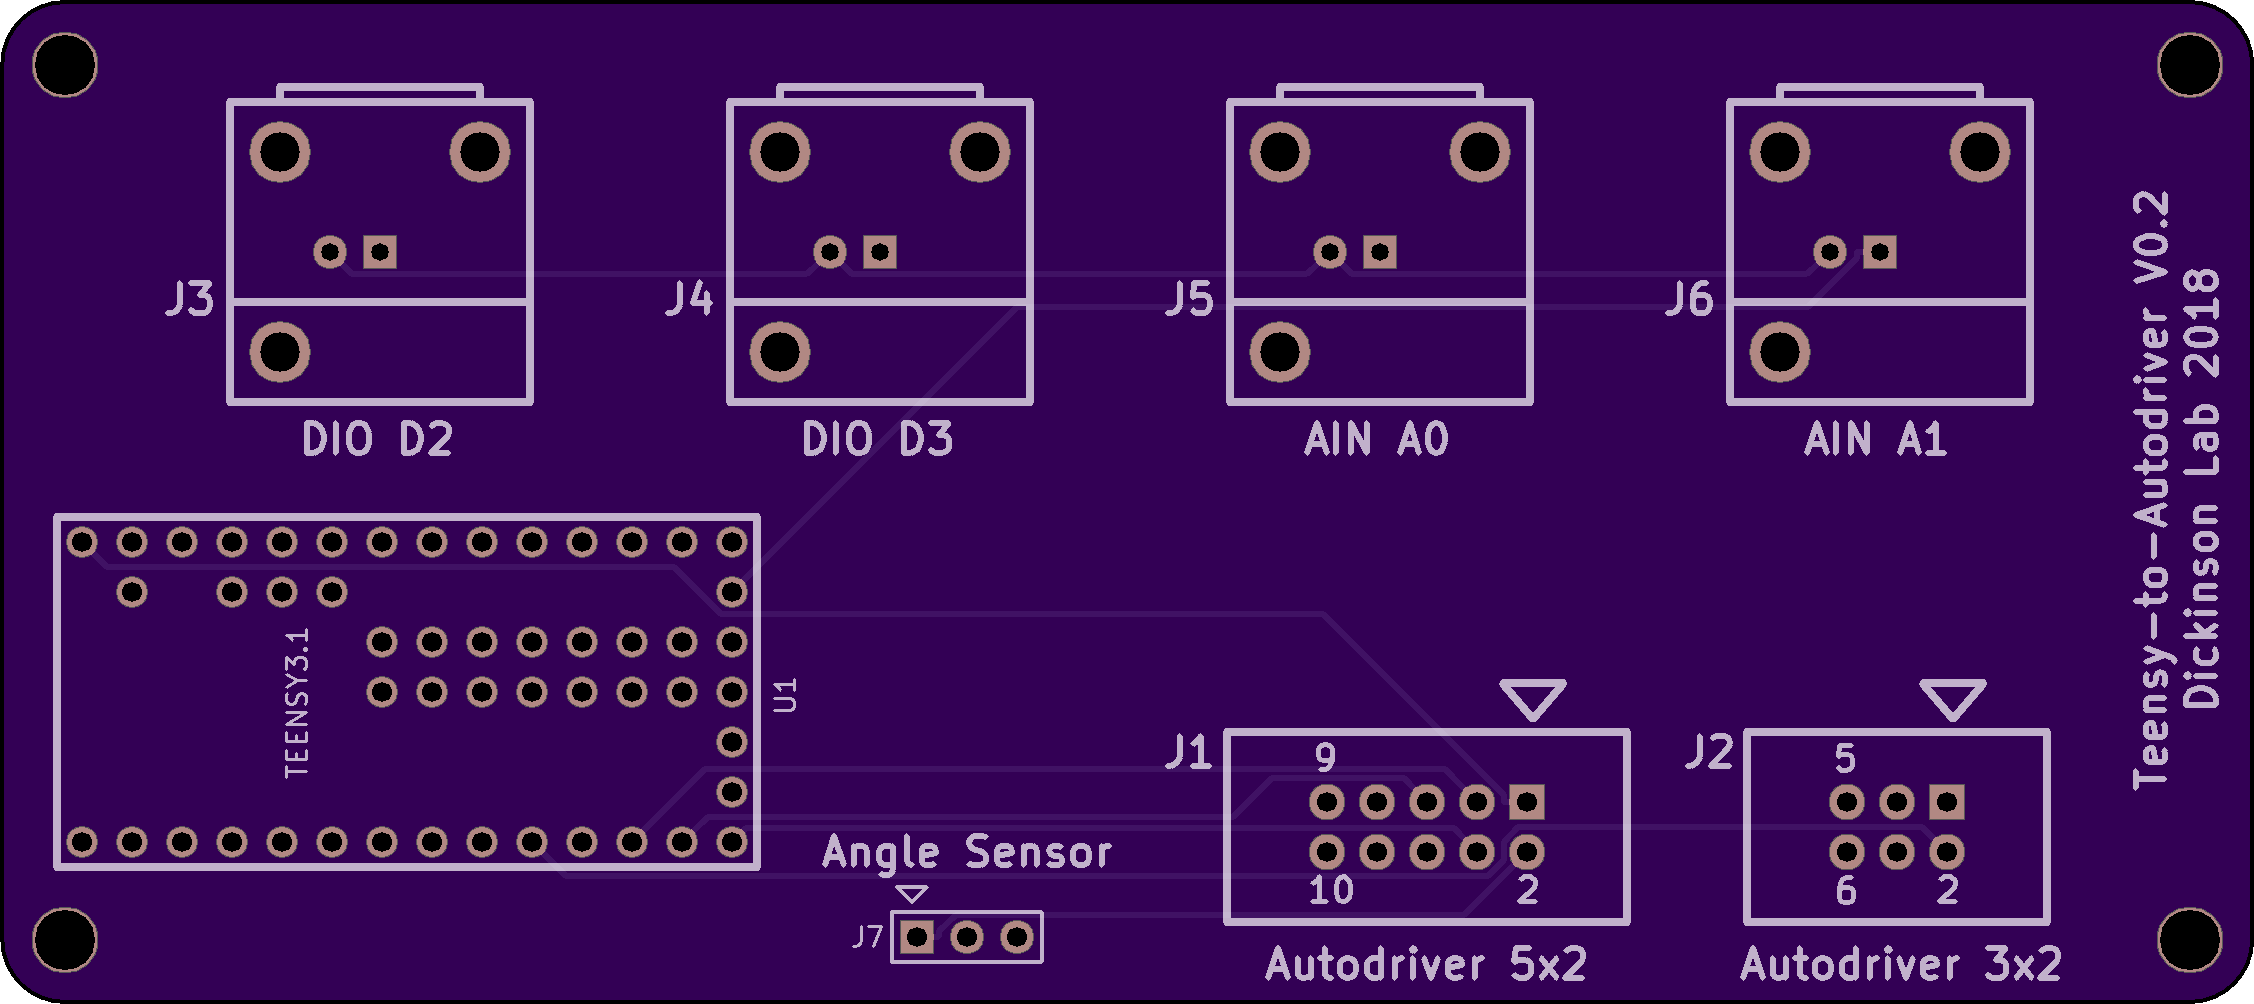 J3
J4
J5
J6
DIO D2
DIO D3
AIN A0
AIN A1
Teensy-to-Autodriver V0.2
Dickinson Lab 2018
TEENSY3.1
U1
J1
9
10
2
Autodriver 5x2
J2
5
6
2
Autodriver 3x2
Angle Sensor
J7